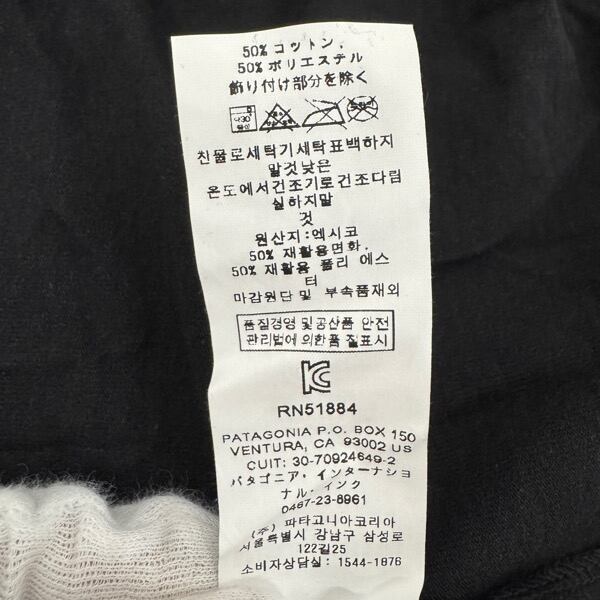 50% コットン.
50% ポリエステル
飾り付け部分を除く
약30℃
친물로세탁기세탁표백하지
말것낮은
온도에서건조기로건조다림
실하지말
것
원산지:엑시코
50% 재활용면화.
50% 재활용 폴리 에스
터
마감원단및 부속품재외
품질경영및공산품 안전
관리법에의한품 질표시
RN51884
PATAGONIA P.O. BOX 150
VENTURA, CA 93002 US
CUIT: 30-70924649-2
パタゴニア・インターナショ
ナル・インク
0467-23-8961
(주) 파타고니아코리아
서울특별시 강남구 삼성로
122길25
소비자상담실: 1544-1876